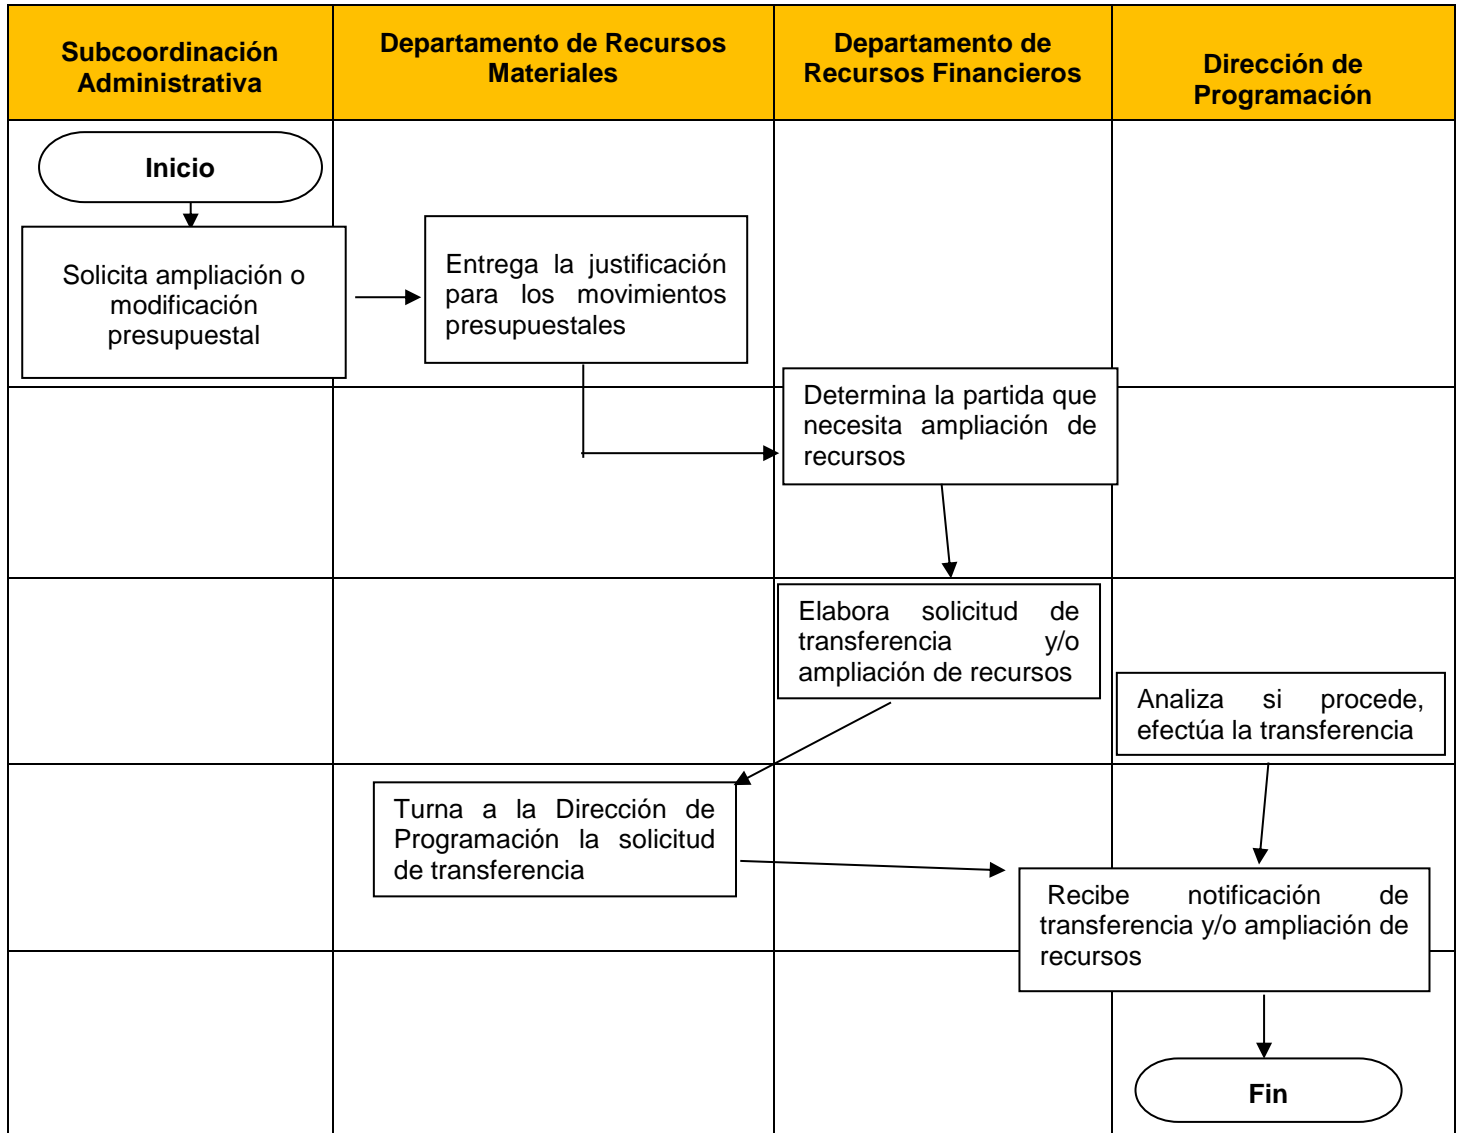 Subcoordinación
Administrativa
Departamento de Recursos
Materiales
Departamento de
Recursos Financieros
Dirección de
Programación
Inicio
Solicita ampliación o
modificación
presupuestal
Entrega la justificación
para los movimientos
presupuestales
Determina la partida que
necesita ampliación de
recursos
Elabora solicitud de
transferencia y/o
ampliación de recursos
Analiza si procede,
efectúa la transferencia
Turna a la Dirección de
Programación la solicitud
de transferencia
Recibe notificación de
transferencia y/o ampliación de
recursos
Fin